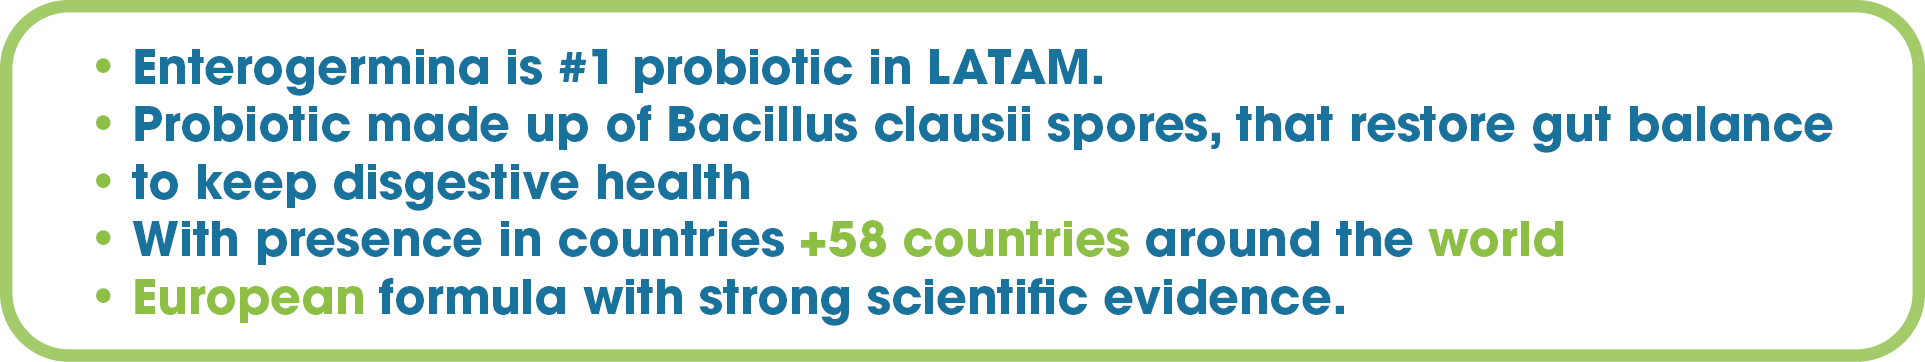 • Enterogermina is #1 probiotic in LATAM.
• Probiotic made up of Bacillus clausii spores, that restore gut balance
• to keep disgestive health
• With presence in countries +58 countries around the world
• European formula with strong scientific evidence.